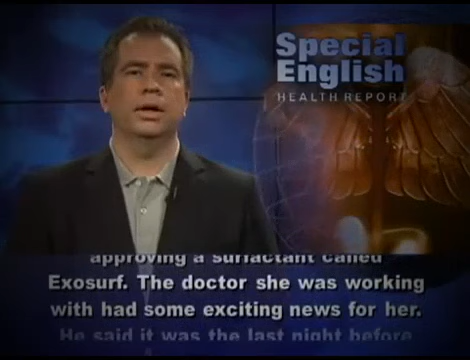 Special
English
HEALTH REPORT
approving a surfactant called
Exosurf. The doctor she was working
with had some exciting news for her.
He said it was the last night before